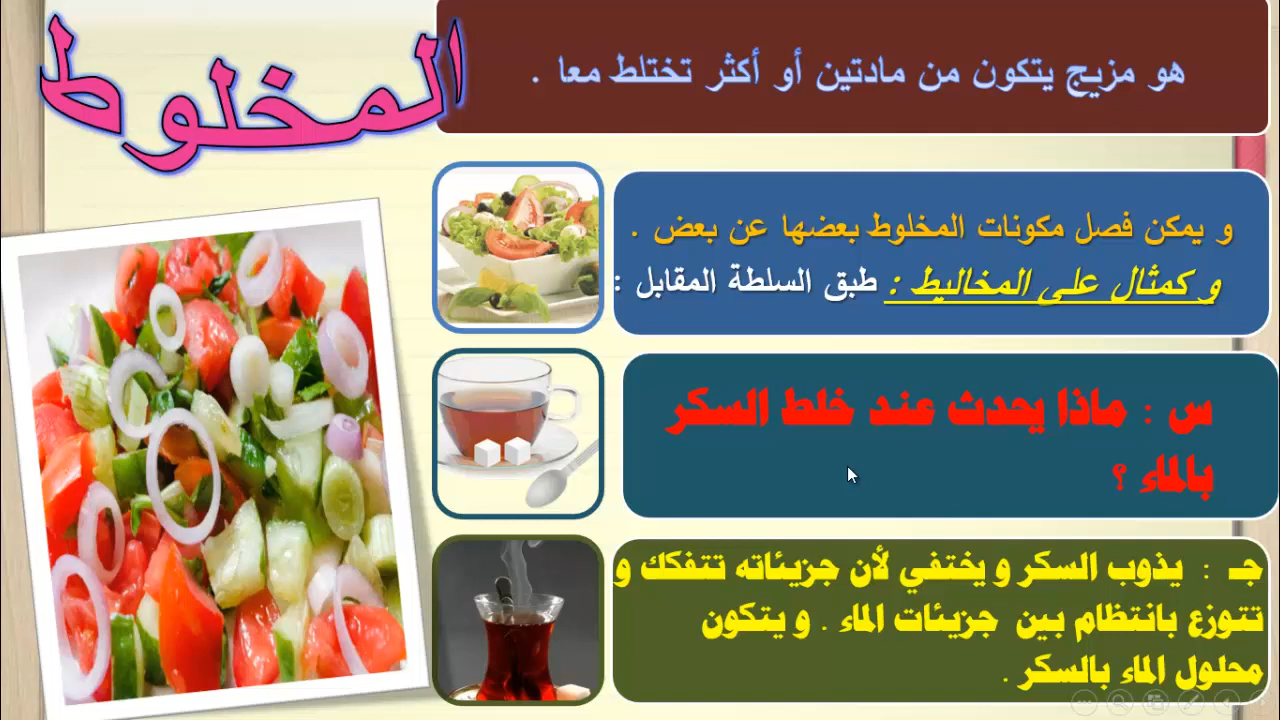 المخلوط
هو مزيج يتكون من مادتين أو أكثر تختلط معا .
و يمكن فصل مكونات المخلوط بعضها عن بعض .
و كمثال على المخاليط : طبق السلطة المقابل :
س : ماذا يحدث عند خلط السكر
بالماء ؟
جـ : يذوب السكر و يختفي لأن جزيئاته تتفكك و
تتوزع بانتظام بين جزيئات الماء . و يتكون
محلول الماء بالسكر .